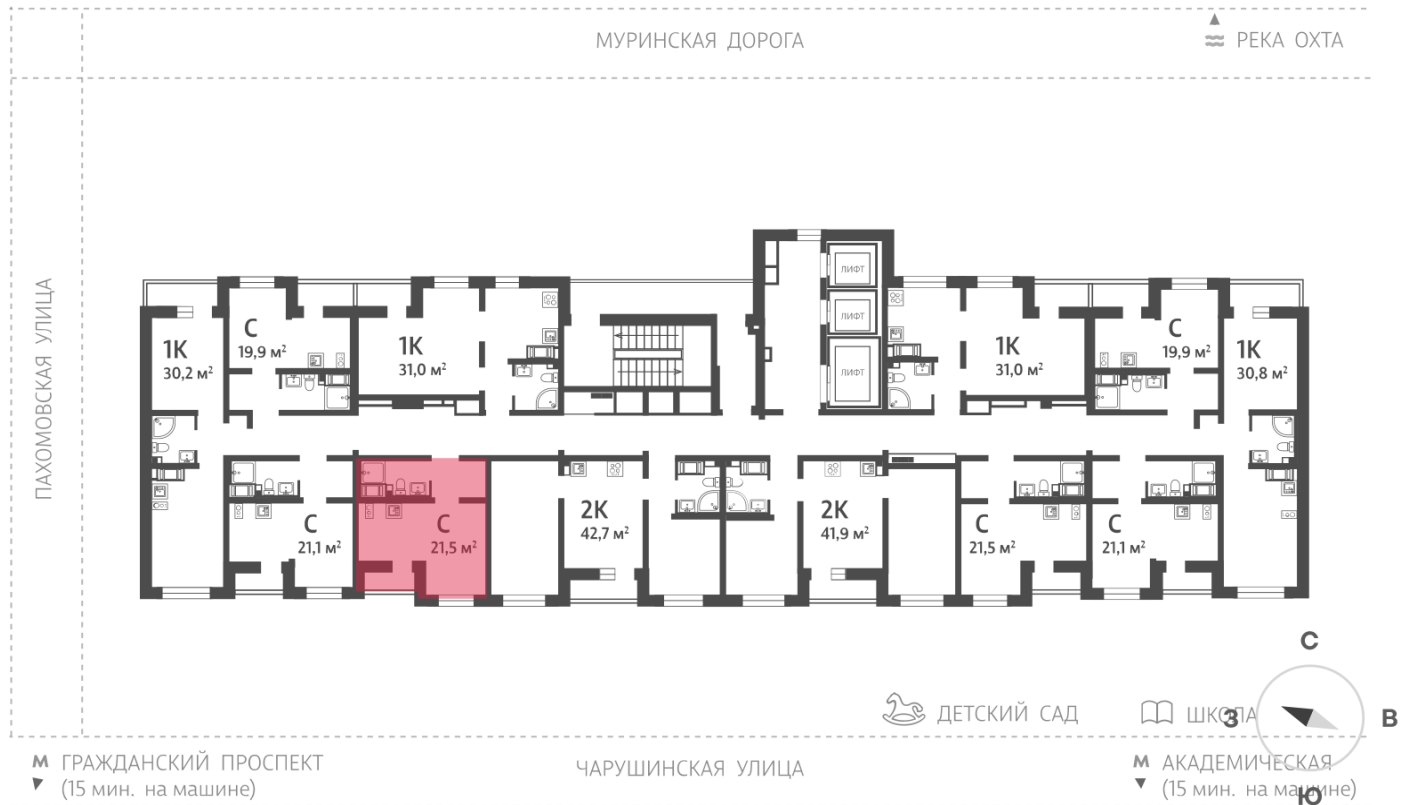 МУРИНСКАЯ ДОРОГА
РЕКА ОХТА
ПАХОМОВСКАЯ УЛИЦА
ЛИФТ
ЛИФТ
ЛИФТ
1К
30,2 м²
С
19,9 м²
1К
31,0 м²
1К
31,0 м²
С
19,9 м²
1К
30,8 м²
С
21,1 м²
С
21,5 м²
2К
42,7 м²
2К
41,9 м²
С
21,5 м²
С
21,1 м²
С
З
В
Ю
ДЕТСКИЙ САД
ШКОЛА
М ГРАЖДАНСКИЙ ПРОСПЕКТ
(15 мин. на машине)
ЧАРУШИНСКАЯ УЛИЦА
М АКАДЕМИЧЕСКАЯ
(15 мин. на машине)